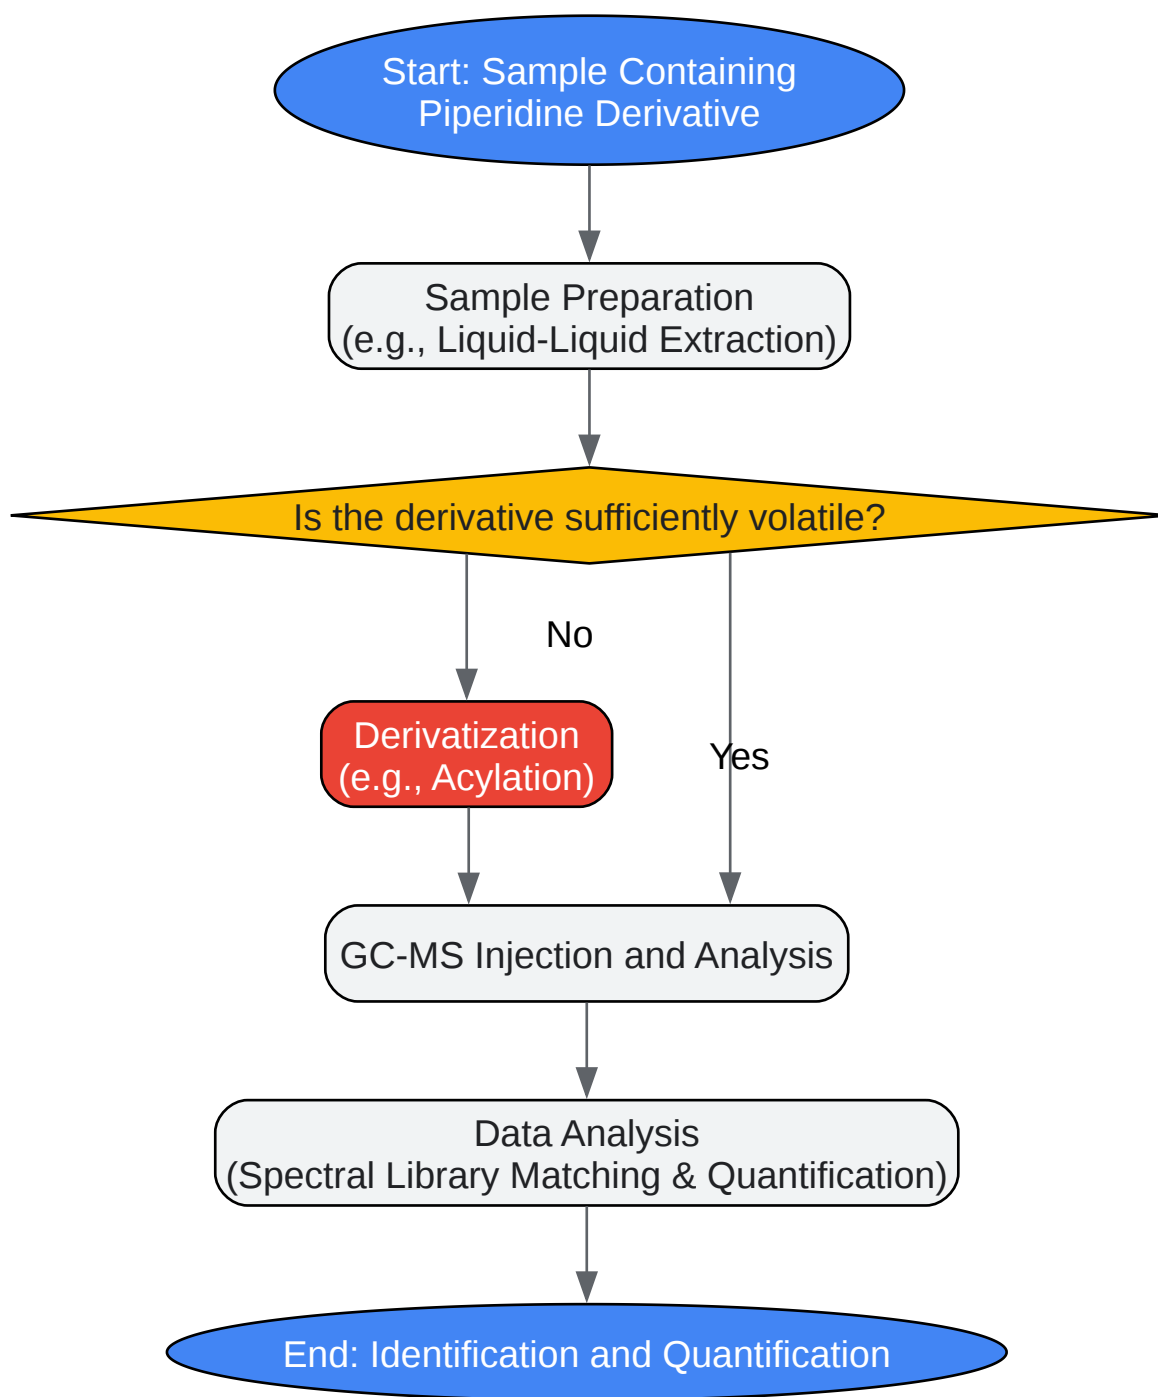 Start: Sample Containing
Piperidine Derivative
Sample Preparation
(e.g., Liquid-Liquid Extraction)
Is the derivative sufficiently volatile?
No
Derivatization
(e.g., Acylation)
Yes
GC-MS Injection and Analysis
Data Analysis
(Spectral Library Matching & Quantification)
End: Identification and Quantification